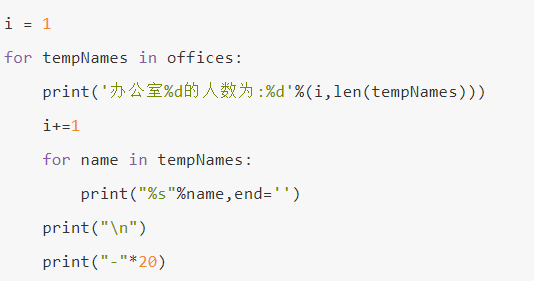 i = 1
for tempNames in offices:
    print('办公室%d的人数为:%d'%(i,len(tempNames)))
    i+=1
    for name in tempNames:
        print("%s"%name,end='')
    print("\n")
    print("-"*20)